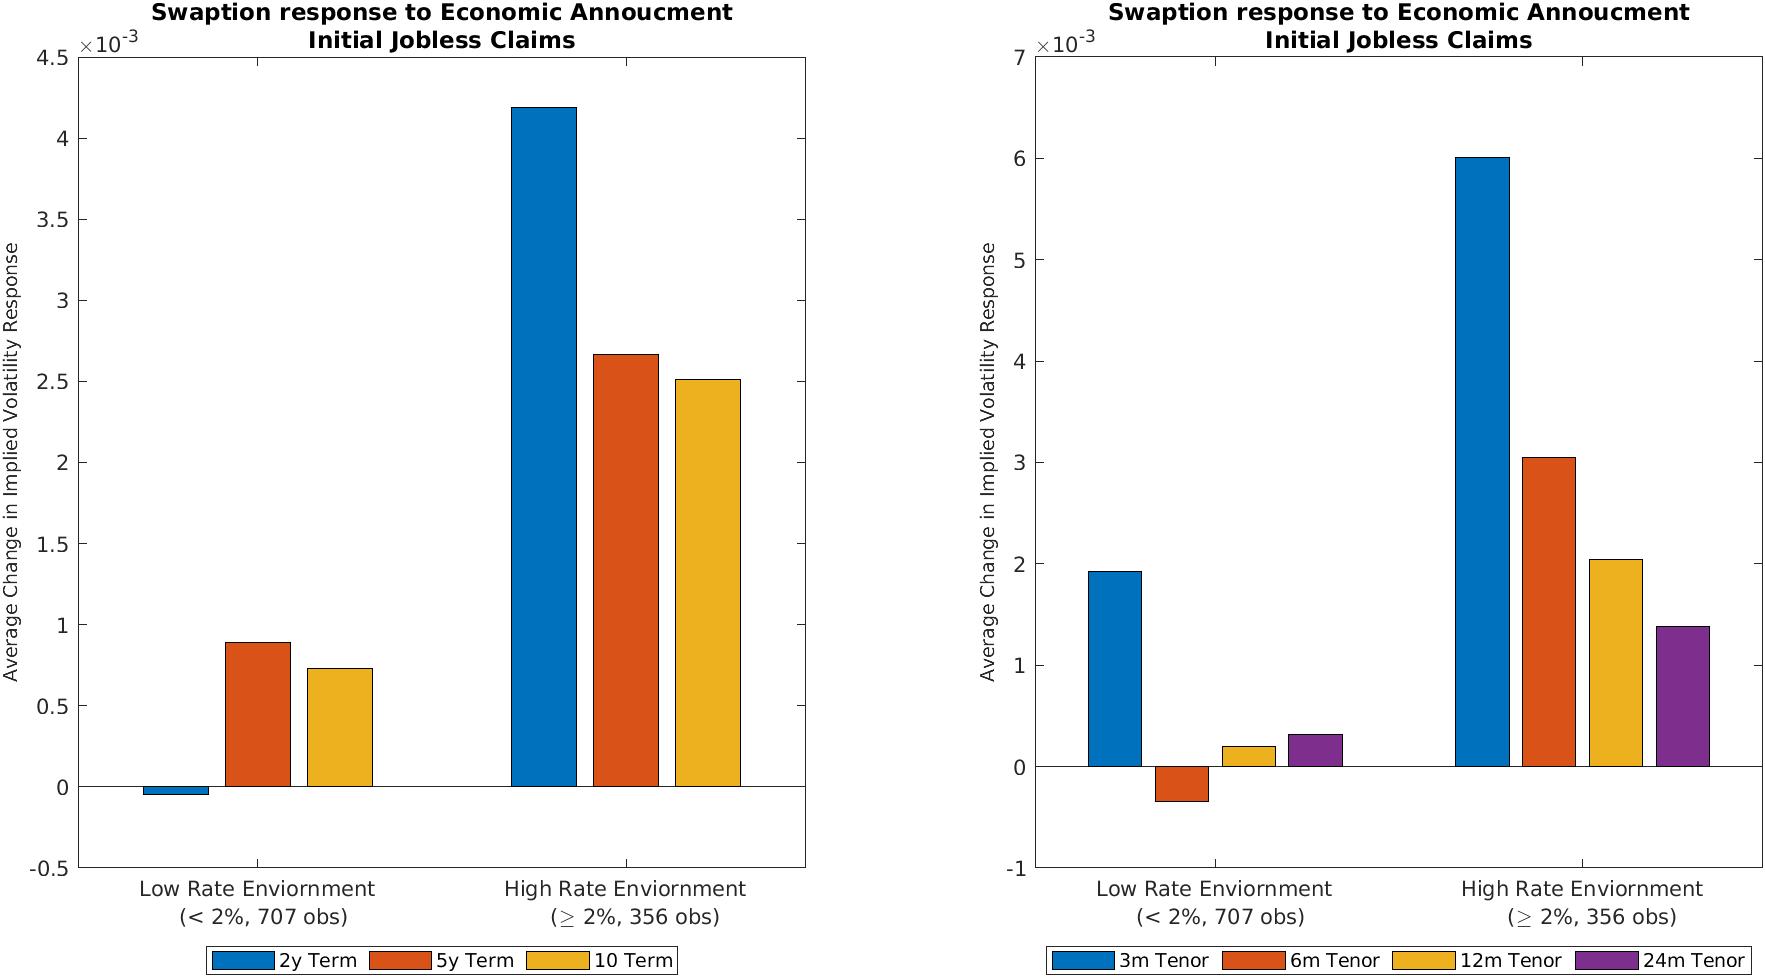 Swaption response to Economic Annoucment
Initial Jobless Claims
×10-3
4.5
4
3.5
3
2.5
2
1.5
1
0.5
0
-0.5
Average Change in Implied Volatility Response
Low Rate Enviornment
(< 2%, 707 obs)
High Rate Enviornment
(≥ 2%, 356 obs)
2y Term
5y Term
10 Term
Swaption response to Economic Annoucment
Initial Jobless Claims
×10-3
7
6
5
4
3
2
1
0
-1
Average Change in Implied Volatility Response
Low Rate Enviornment
(< 2%, 707 obs)
High Rate Enviornment
(≥ 2%, 356 obs)
3m Tenor
6m Tenor
12m Tenor
24m Tenor